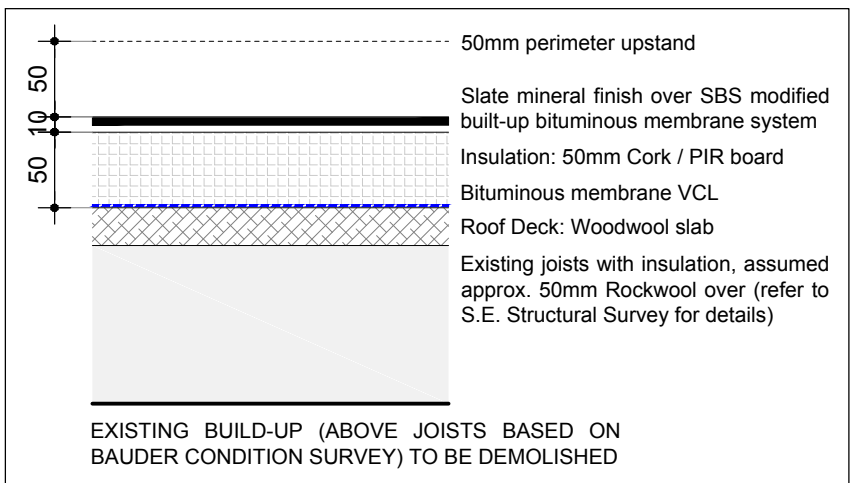 50mm perimeter upstand
50
Slate mineral finish over SBS modified
built-up bituminous membrane system
10
Insulation: 50mm Cork / PIR board
50
Bituminous membrane VCL
Roof Deck: Woodwool slab
Existing joists with insulation, assumed
approx. 50mm Rockwool over (refer to
S.E. Structural Survey for details)
EXISTING BUILD-UP (ABOVE JOISTS BASED ON
BAUDER CONDITION SURVEY) TO BE DEMOLISHED